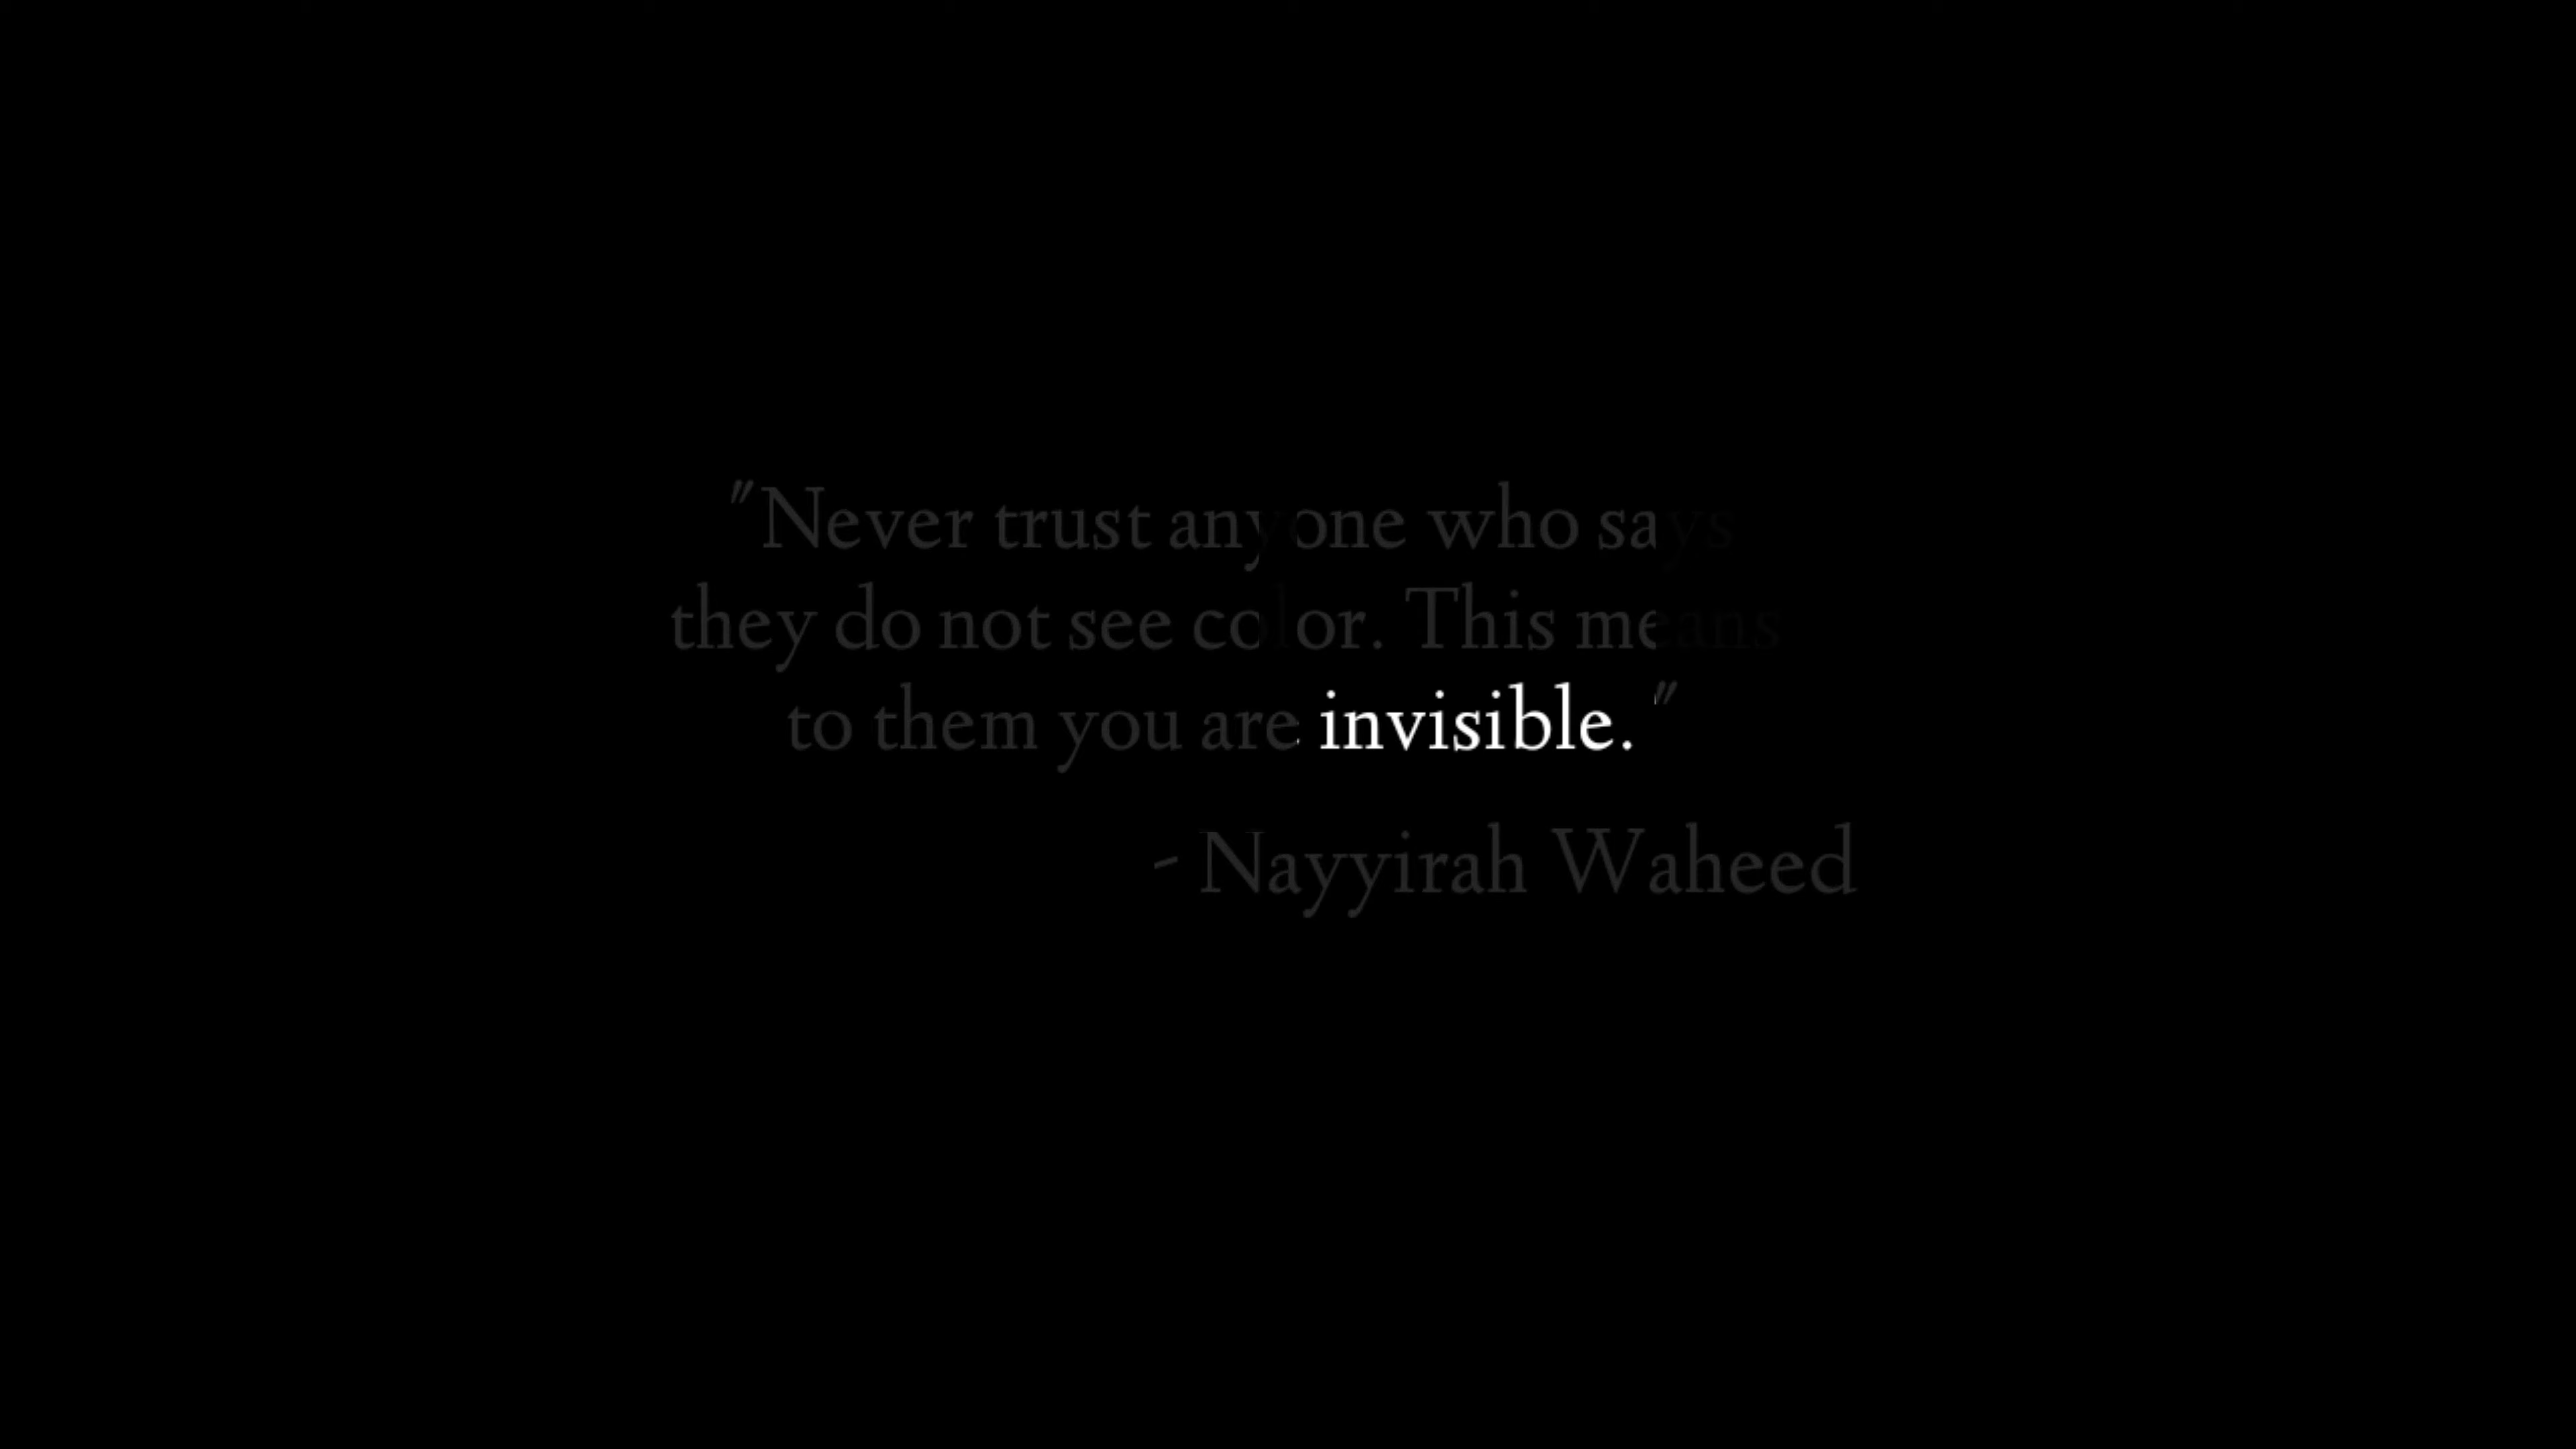 "Never trust anyone who says
they do not see color. This means
to them you are invisible."
- Nayyirah Waheed